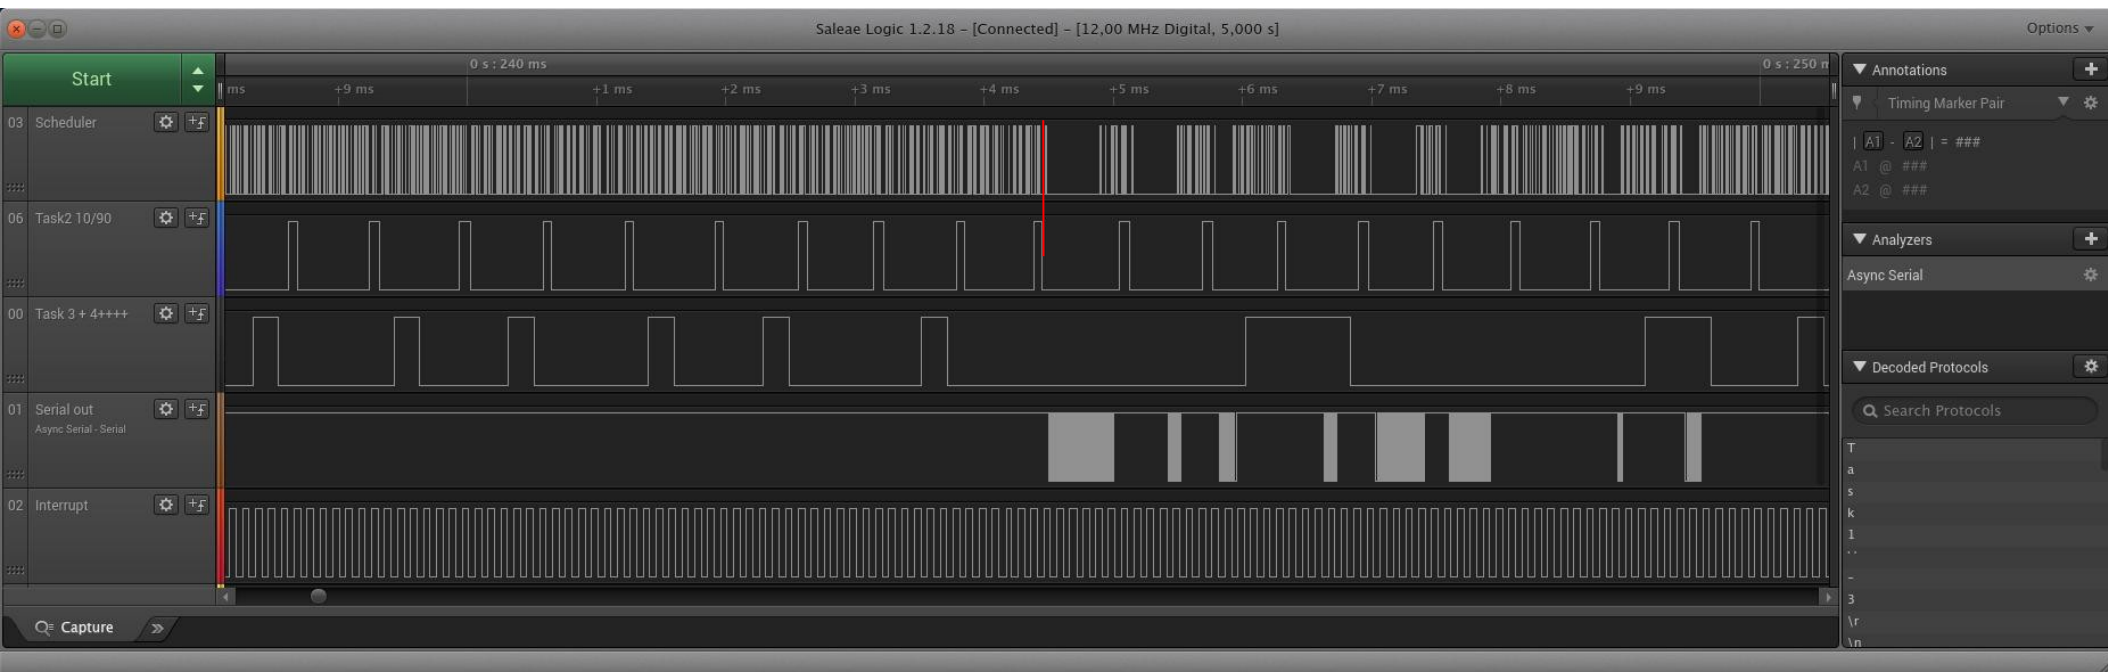 Saleae Logic 1.2.18 – [Connected] – [12,00 MHz Digital, 5,000 s]
Options
Start
0 s : 240 ms
0 s : 250 m
ms +9 ms +1 ms +2 ms +3 ms +4 ms +5 ms +6 ms +7 ms +8 ms +9 ms
03 Scheduler
06 Task2 10/90
00 Task 3 + 4++++
01 Serial out
Async Serial - Serial
02 Interrupt
Capture
Annotations
Timing Marker Pair
| A1 - A2 | = ###
A1 @ ###
A2 @ ###
Analyzers
Async Serial
Decoded Protocols
Search Protocols
T
a
s
k
1
-
3
\r
\n